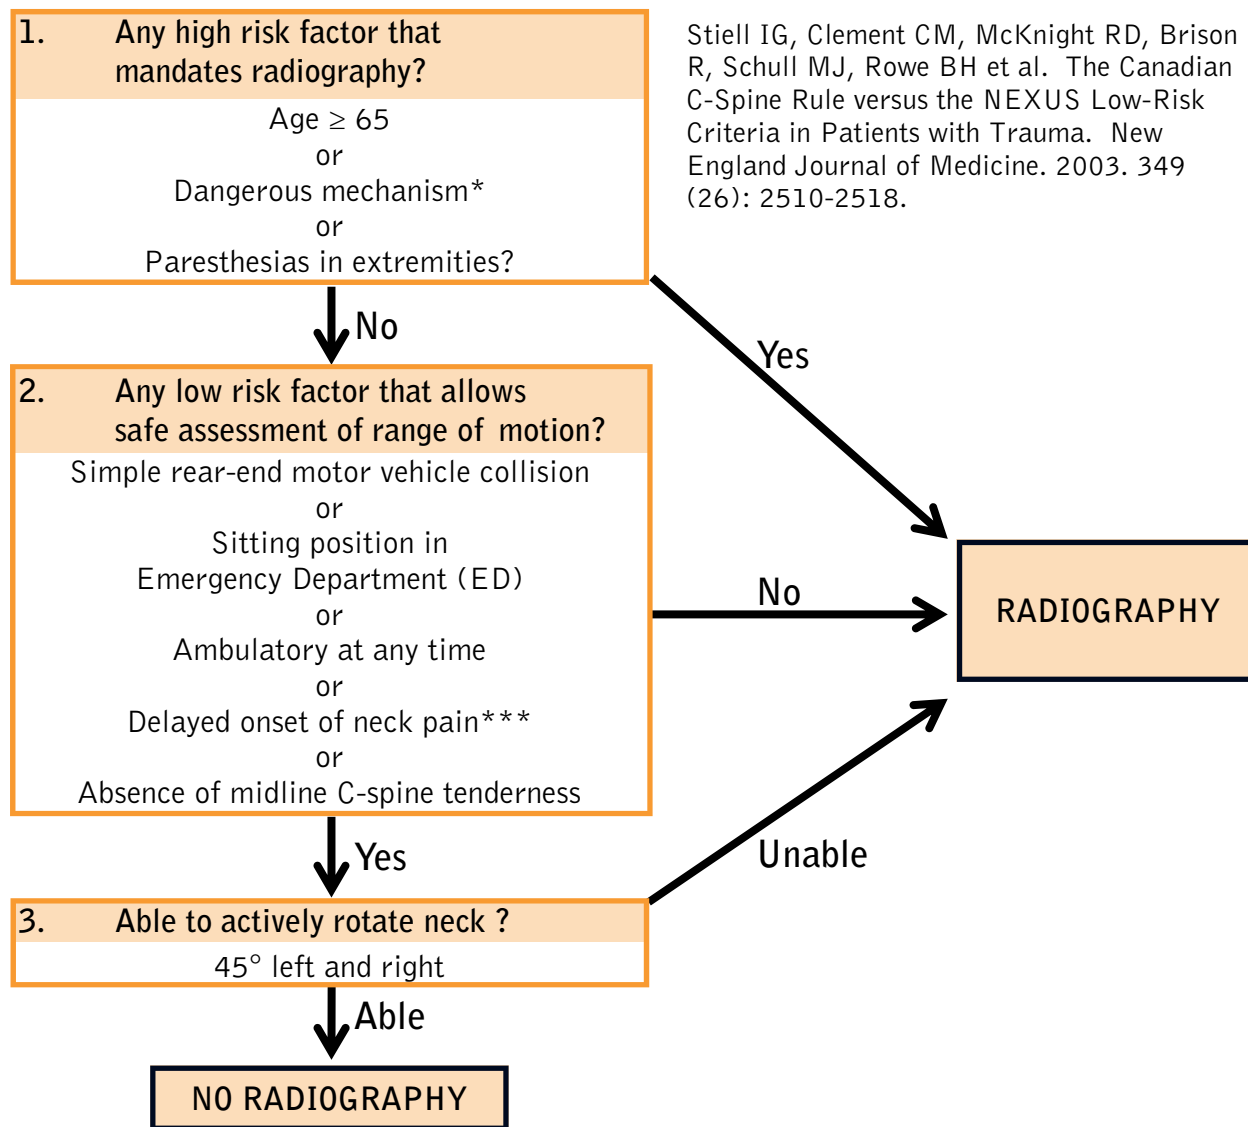 1. Any high risk factor that
mandates radiography?
Age ≥ 65
or
Dangerous mechanism*
or
Paresthesias in extremities?
Stiell IG, Clement CM, McKnight RD, Brison
R, Schull MJ, Rowe BH et al. The Canadian
C-Spine Rule versus the NEXUS Low-Risk
Criteria in Patients with Trauma. New
England Journal of Medicine. 2003. 349
(26): 2510-2518.
No
Yes
2. Any low risk factor that allows
safe assessment of range of motion?
Simple rear-end motor vehicle collision
or
Sitting position in
Emergency Department (ED)
or
Ambulatory at any time
or
Delayed onset of neck pain***
or
Absence of midline C-spine tenderness
No
RADIOGRAPHY
Yes
Unable
3. Able to actively rotate neck ?
45° left and right
Able
NO RADIOGRAPHY